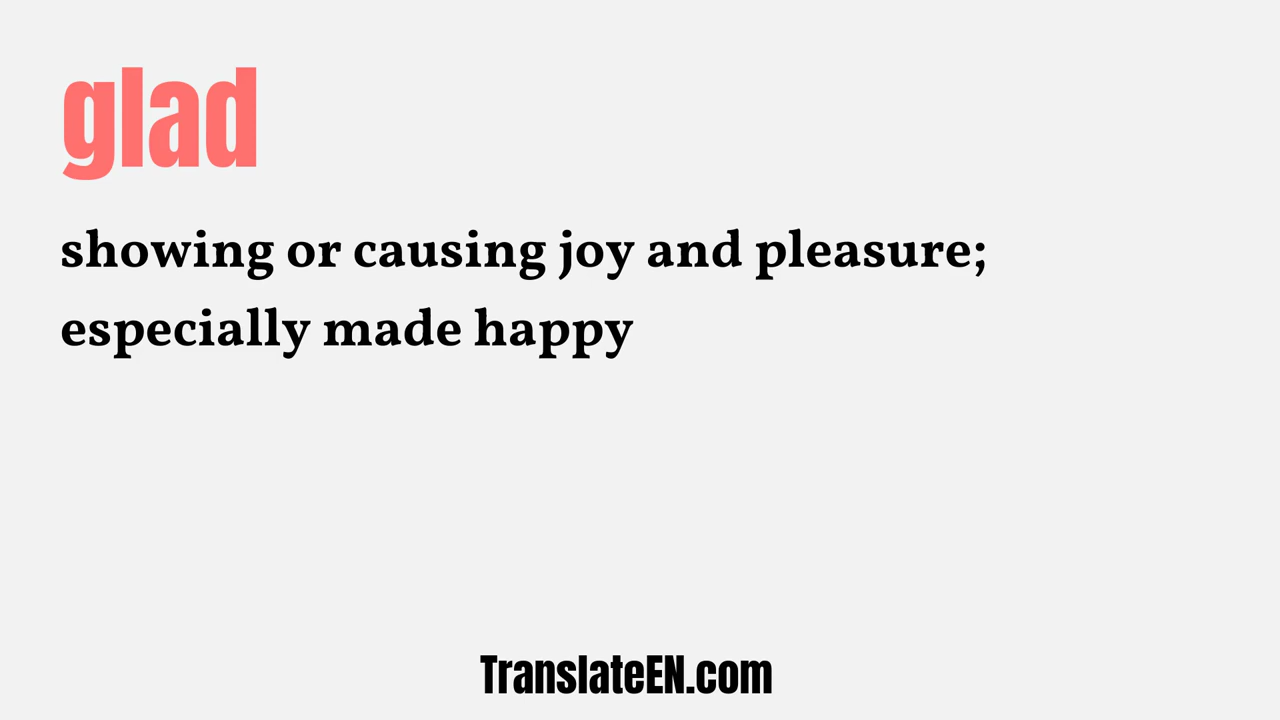 glad
showing or causing joy and pleasure;
especially made happy
TranslateEN.com